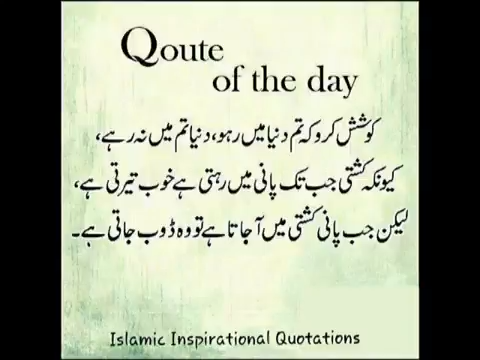 Qoute
of the day
کوشش کرو کہ تم دنیا میں رہو، دنیا تم میں نہ رہے،
کیونکہ کشتی جب تک پانی میں رہتی ہے خوب تیرتی ہے،
لیکن جب پانی کشتی میں آ جاتا ہے تو وہ ڈوب جاتی ہے۔
Islamic Inspirational Quotations